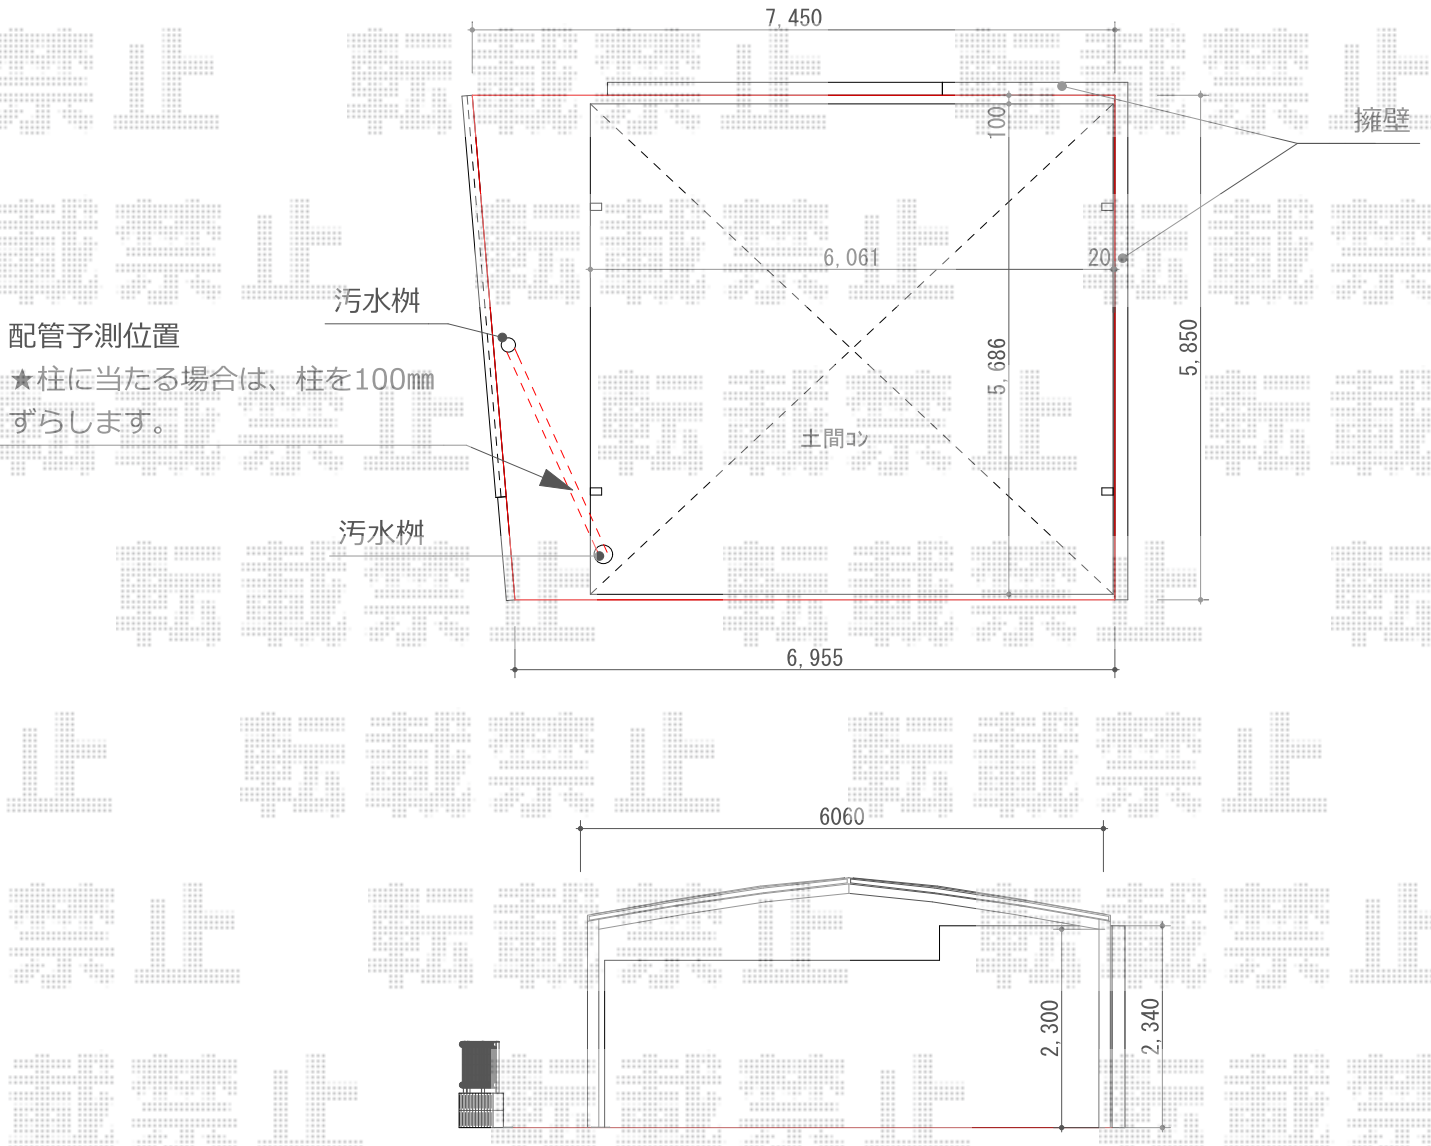 7,450
擁壁
100
6,061
20
汚水桝
配管予測位置
★柱に当たる場合は、柱を100㎜
ずらします。
5,686
5,850
土間コン
汚水桝
6,955
6060
2,300
2,340
転載禁止